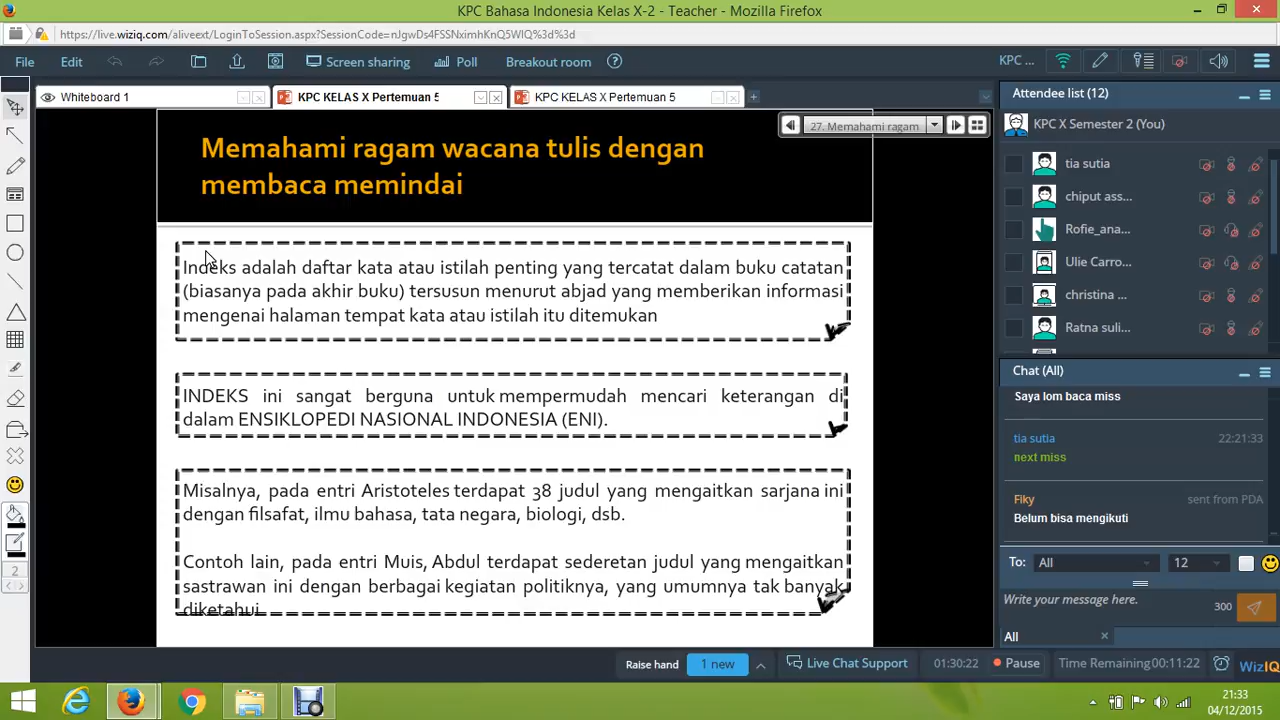 KPC Bahasa Indonesia Kelas X-2 - Teacher - Mozilla Firefox
https://live.wiziq.com/aliveext/LoginToSession.aspx?SessionCode=nJgwDs4FSSNximhKnQ5WIQ%3d%3d
File Edit Screen sharing Poll Breakout room ? KPC ...
Whiteboard 1 KPC KELAS X Pertemuan 5 KPC KELAS X Pertemuan 5
27. Memahami ragam
Memahami ragam wacana tulis dengan
membaca memindai
Indeks adalah daftar kata atau istilah penting yang tercatat dalam buku catatan
(biasanya pada akhir buku) tersusun menurut abjad yang memberikan informasi
mengenai halaman tempat kata atau istilah itu ditemukan
INDEKS ini sangat berguna untuk mempermudah mencari keterangan di
dalam ENSIKLOPEDI NASIONAL INDONESIA (ENI).
Misalnya, pada entri Aristoteles terdapat 38 judul yang mengaitkan sarjana ini
dengan filsafat, ilmu bahasa, tata negara, biologi, dsb.
Contoh lain, pada entri Muis, Abdul terdapat sederetan judul yang mengaitkan
sastrawan ini dengan berbagai kegiatan politiknya, yang umumnya tak banyak
diketahui
2
Attendee list (12)
KPC X Semester 2 (You)
tia sutia
chiput ass...
Rofie_ana...
Ulie Carro...
christina ...
Ratna suli...
Chat (All)
Saya lom baca miss
tia sutia 22:21:33
next miss
Fiky sent from PDA
Belum bisa mengikuti
To: All 12
Write your message here. 300
All
Raise hand 1 new Live Chat Support 01:30:22 Pause Time Remaining 00:11:22 WizIQ
21:33
04/12/2015